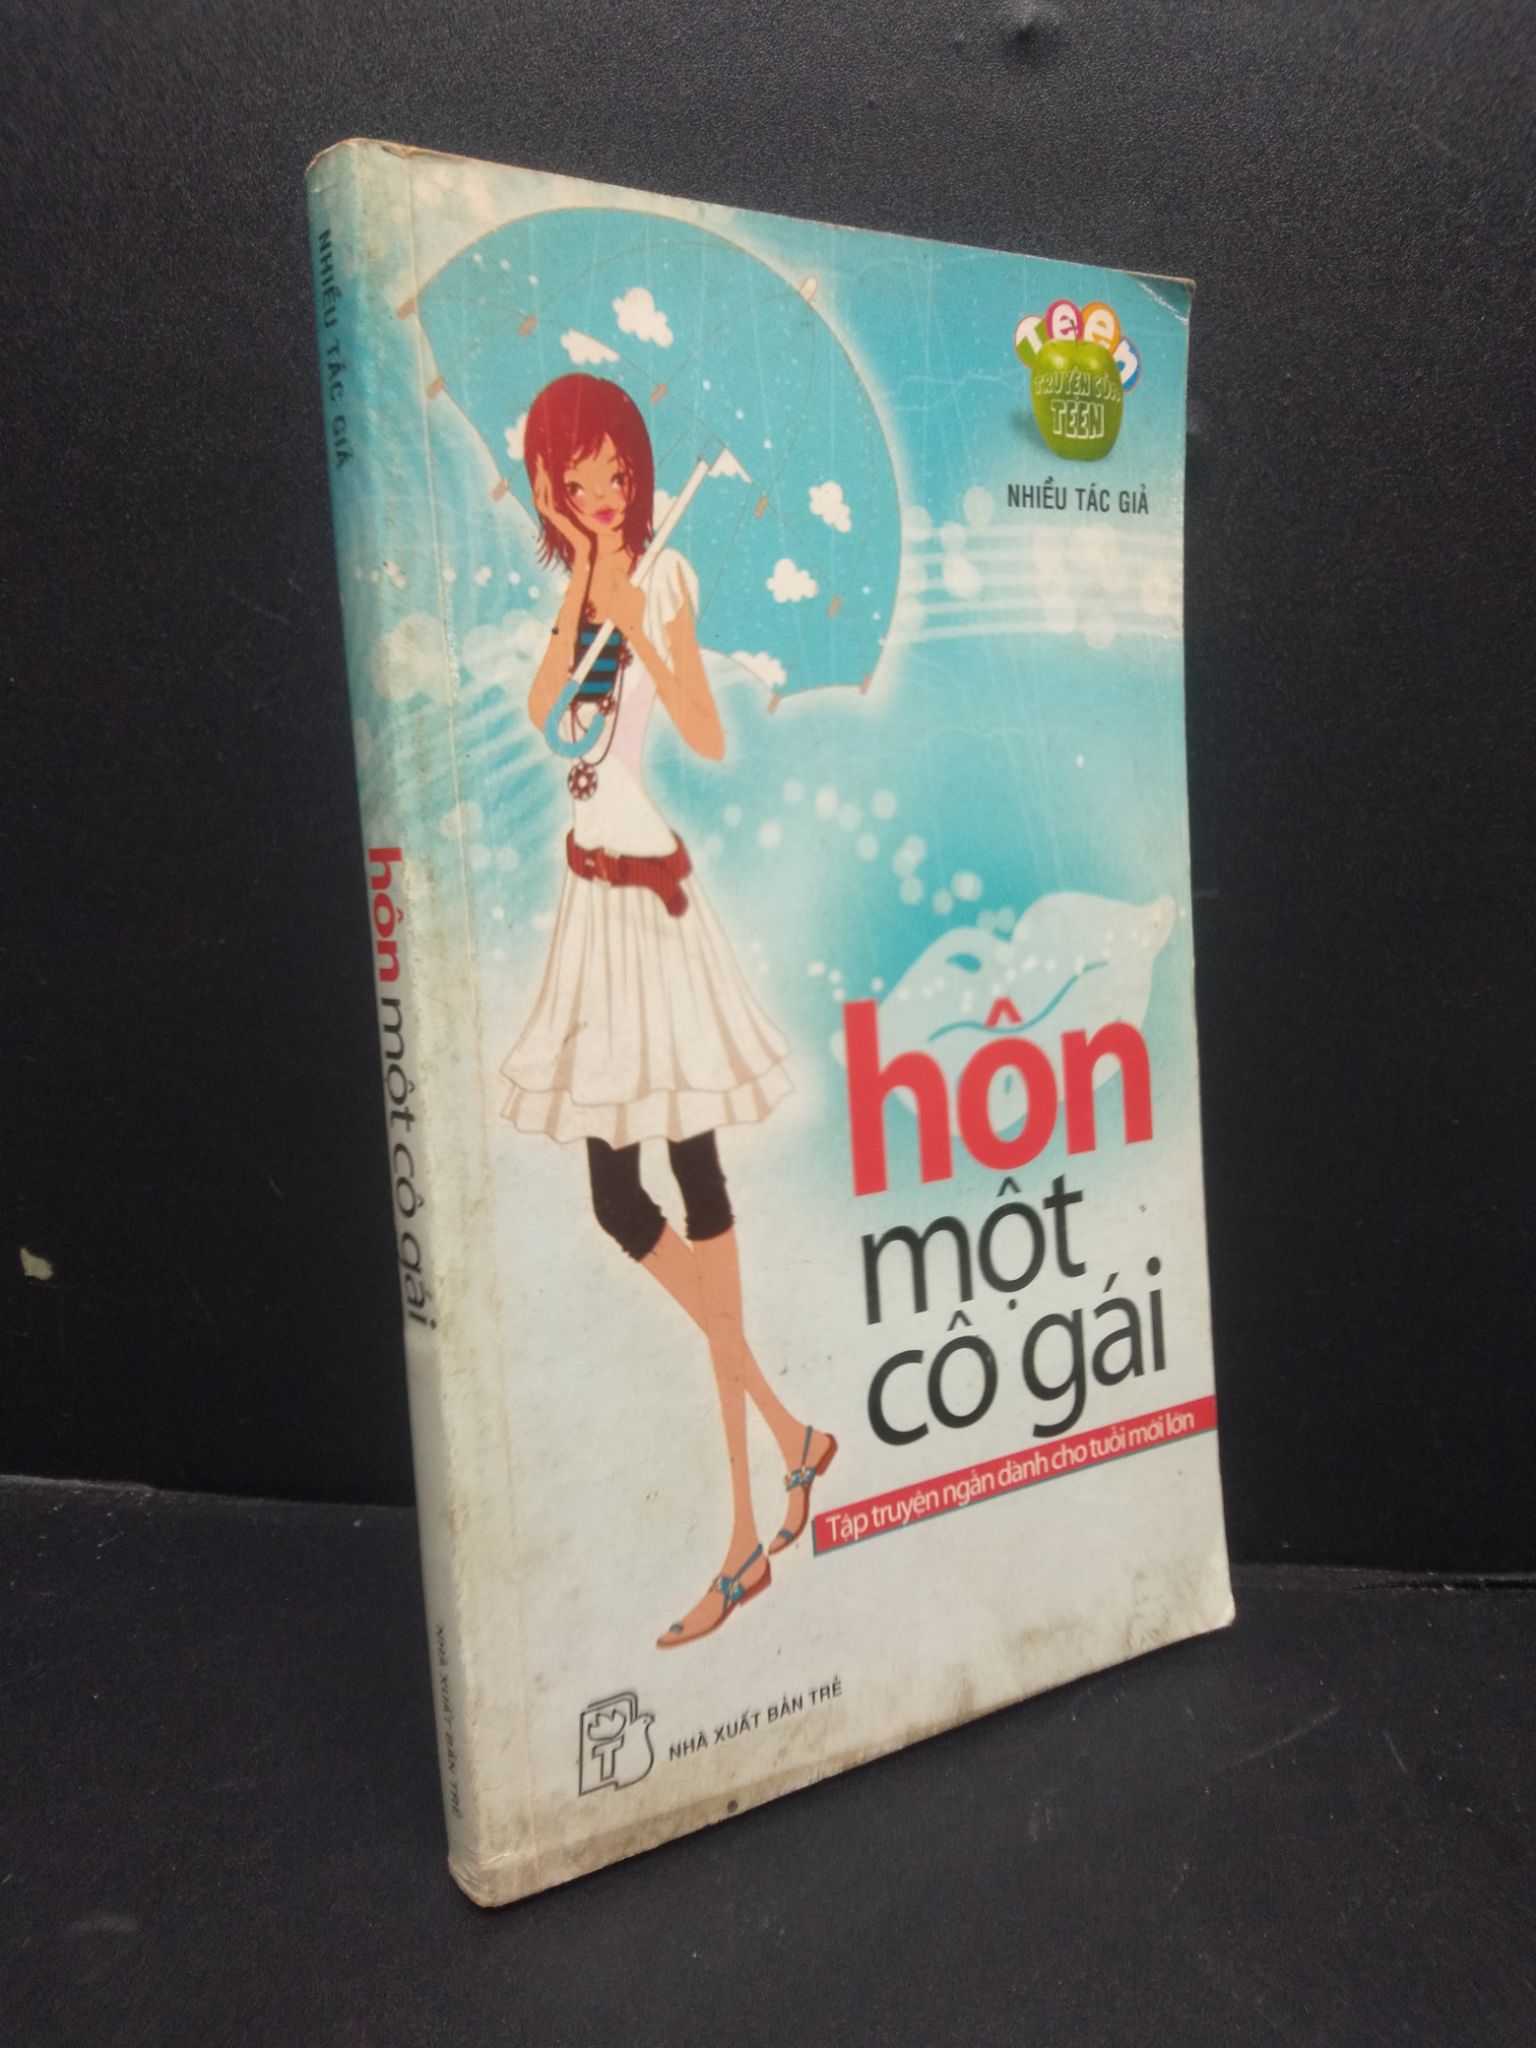 Teen
TRUYỆN CỦA
TEEN
NHIỀU TÁC GIẢ
hôn
một
cô gái
Tập truyện ngắn dành cho tuổi mới lớn
T
NHÀ XUẤT BẢN TRẺ
NHIỀU TÁC GIẢ
hôn một cô gái
NHÀ XUẤT BẢN TRẺ